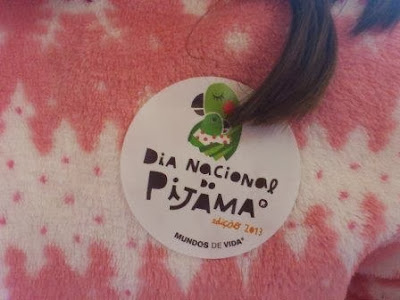 Dia Nacional
do
Pijama®
edição 2013
MUNDOS DE VIDA®